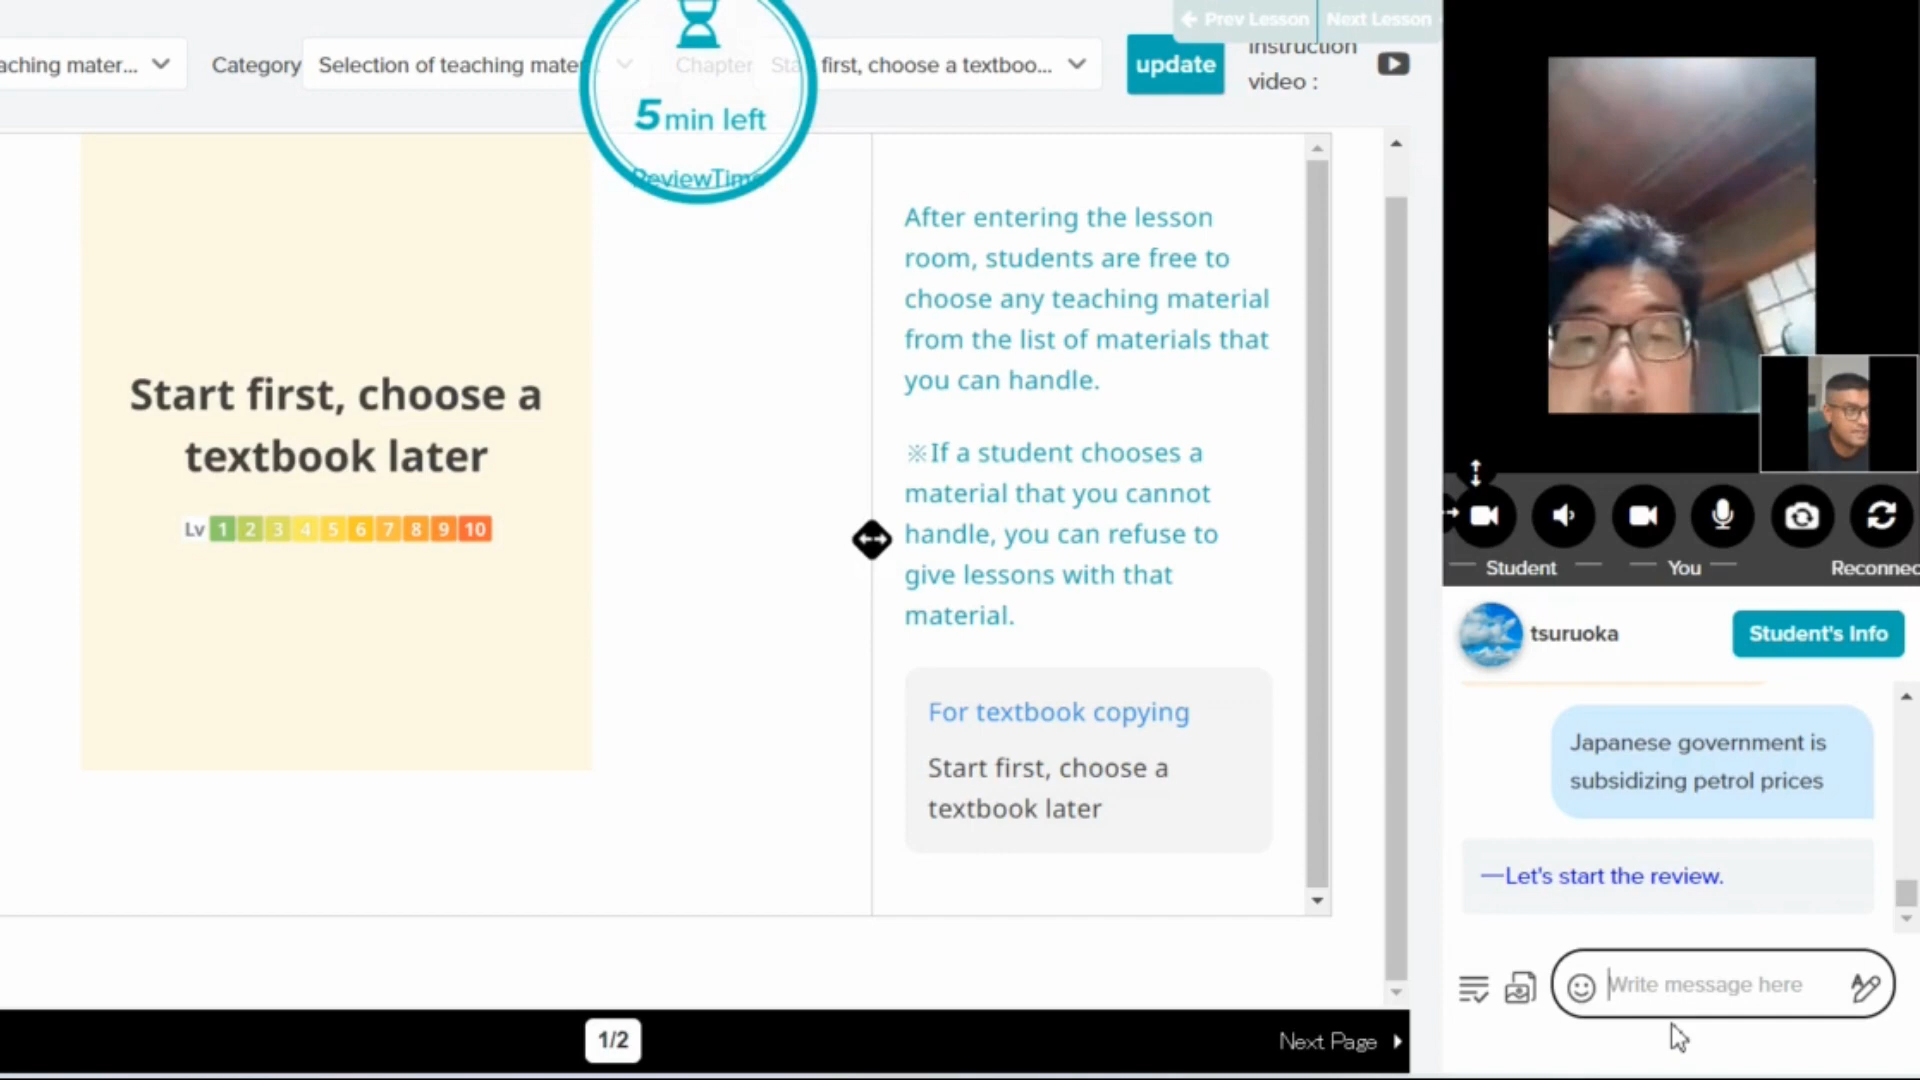 Prev Lesson
Next Lesson
aching mater...
Category
Selection of teaching mate
Chapter
Sta
first, choose a textboo...
update
Instruction
video :
5 min left
ReviewTime
Start first, choose a
textbook later
Lv 1 2 3 4 5 6 7 8 9 10
After entering the lesson
room, students are free to
choose any teaching material
from the list of materials that
you can handle.
※If a student chooses a
material that you cannot
handle, you can refuse to
give lessons with that
material.
For textbook copying
Start first, choose a
textbook later
1/2
Next Page
Student
You
Reconnec
tsuruoka
Student's Info
Japanese government is
subsidizing petrol prices
—Let's start the review.
Write message here